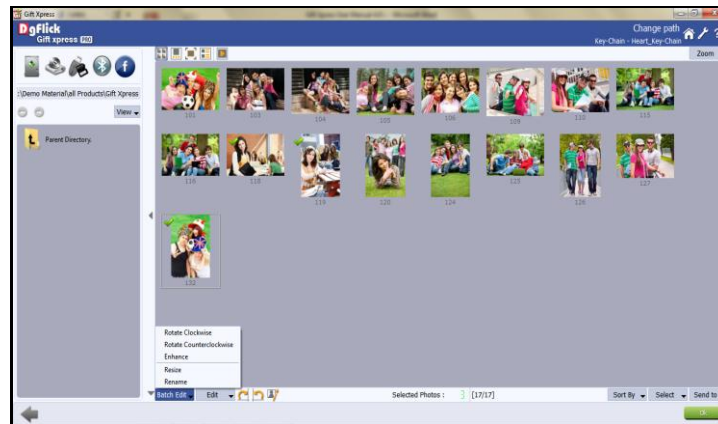 Gift Xpress
DgFlick
Gift xpress PRO
Change path
Key-Chain - Heart_Key-Chain
Zoom
:\Demo Material\all Products\Gift Xpress
View
Parent Directory.
101
103
104
105
106
109
110
115
116
118
119
120
124
125
126
127
132
Rotate Clockwise
Rotate Counterclockwise
Enhance
Resize
Rename
Batch Edit
Edit
Selected Photos :
[17/17]
Sort By
Select
Send to